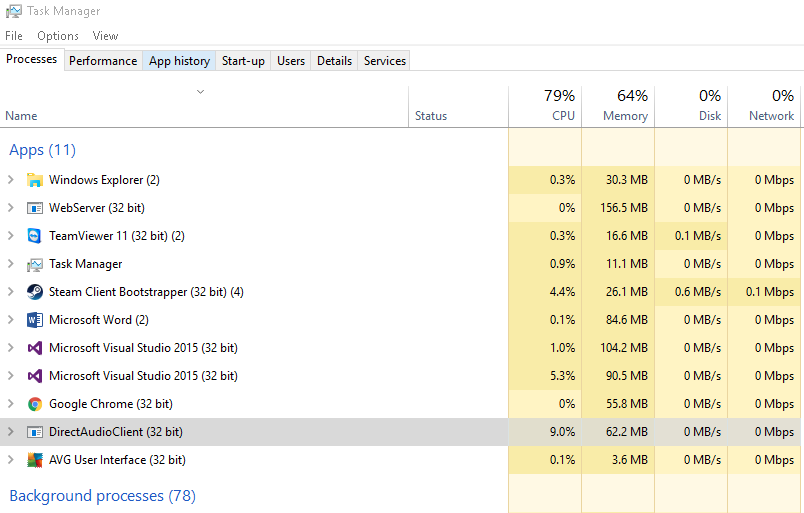 Task Manager
File Options View
Processes Performance App history Start-up Users Details Services
79% 64% 0% 0%
Name Status CPU Memory Disk Network
Apps (11)
Windows Explorer (2) 0.3% 30.3 MB 0 MB/s 0 Mbps
WebServer (32 bit) 0% 156.5 MB 0 MB/s 0 Mbps
TeamViewer 11 (32 bit) (2) 0.3% 16.6 MB 0.1 MB/s 0 Mbps
Task Manager 0.9% 11.1 MB 0 MB/s 0 Mbps
Steam Client Bootstrapper (32 bit) (4) 4.4% 26.1 MB 0.6 MB/s 0.1 Mbps
Microsoft Word (2) 0.1% 84.6 MB 0 MB/s 0 Mbps
Microsoft Visual Studio 2015 (32 bit) 1.0% 104.2 MB 0 MB/s 0 Mbps
Microsoft Visual Studio 2015 (32 bit) 5.3% 90.5 MB 0 MB/s 0 Mbps
Google Chrome (32 bit) 0% 55.8 MB 0 MB/s 0 Mbps
DirectAudioClient (32 bit) 9.0% 62.2 MB 0 MB/s 0 Mbps
AVG User Interface (32 bit) 0.1% 3.6 MB 0 MB/s 0 Mbps
Background processes (78)